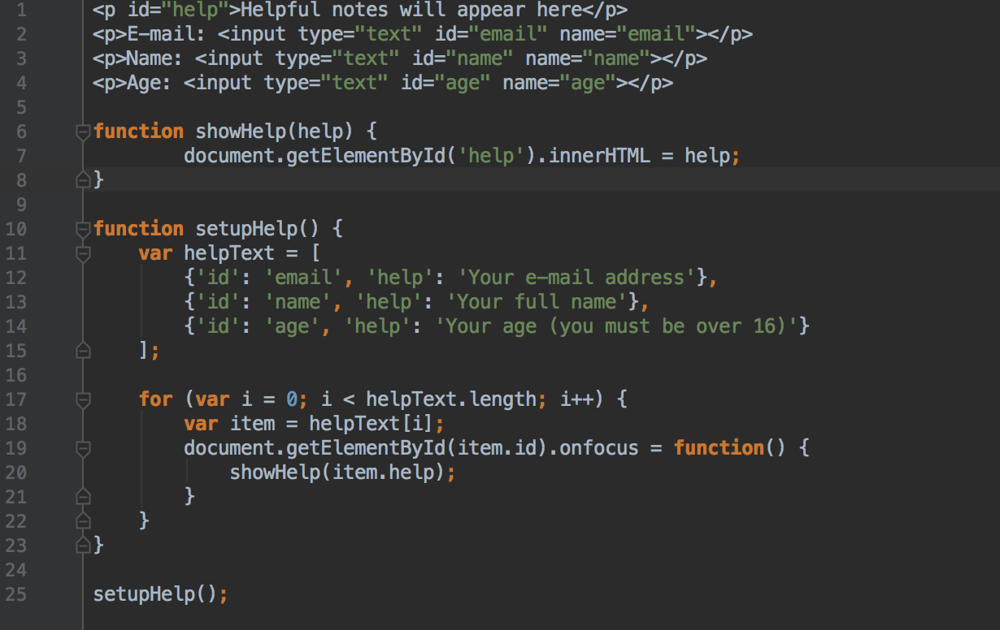 1 <p id="help">Helpful notes will appear here</p>
2 <p>E-mail: <input type="text" id="email" name="email"></p>
3 <p>Name: <input type="text" id="name" name="name"></p>
4 <p>Age: <input type="text" id="age" name="age"></p>
5
6 function showHelp(help) {
7         document.getElementById('help').innerHTML = help;
8 }
9
10 function setupHelp() {
11     var helpText = [
12         {'id': 'email', 'help': 'Your e-mail address'},
13         {'id': 'name', 'help': 'Your full name'},
14         {'id': 'age', 'help': 'Your age (you must be over 16)'}
15     ];
16
17     for (var i = 0; i < helpText.length; i++) {
18         var item = helpText[i];
19         document.getElementById(item.id).onfocus = function() {
20             showHelp(item.help);
21         }
22     }
23 }
24
25 setupHelp();